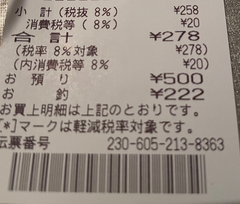 小 計(税抜 8%) ¥258
消費税等( 8%) ¥20
合計 ¥278
(税率 8%対象 ¥278)
(内消費税等 8% ¥20)
お 預 り ¥500
お 釣 ¥222
お買上明細は上記のとおりです。
[*]マークは軽減税率対象です。
伝票番号 230-605-213-8363